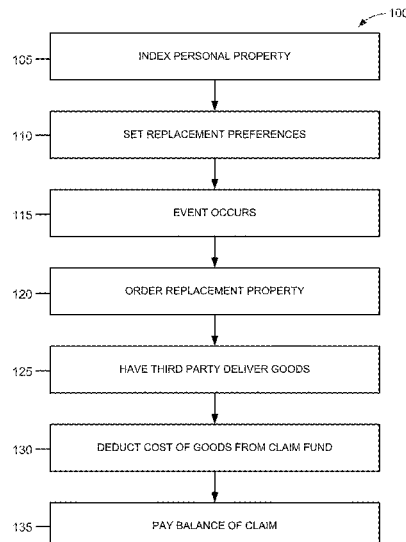 100
105
INDEX PERSONAL PROPERTY
110
SET REPLACEMENT PREFERENCES
115
EVENT OCCURS
120
ORDER REPLACEMENT PROPERTY
125
HAVE THIRD PARTY DELIVER GOODS
130
DEDUCT COST OF GOODS FROM CLAIM FUND
135
PAY BALANCE OF CLAIM